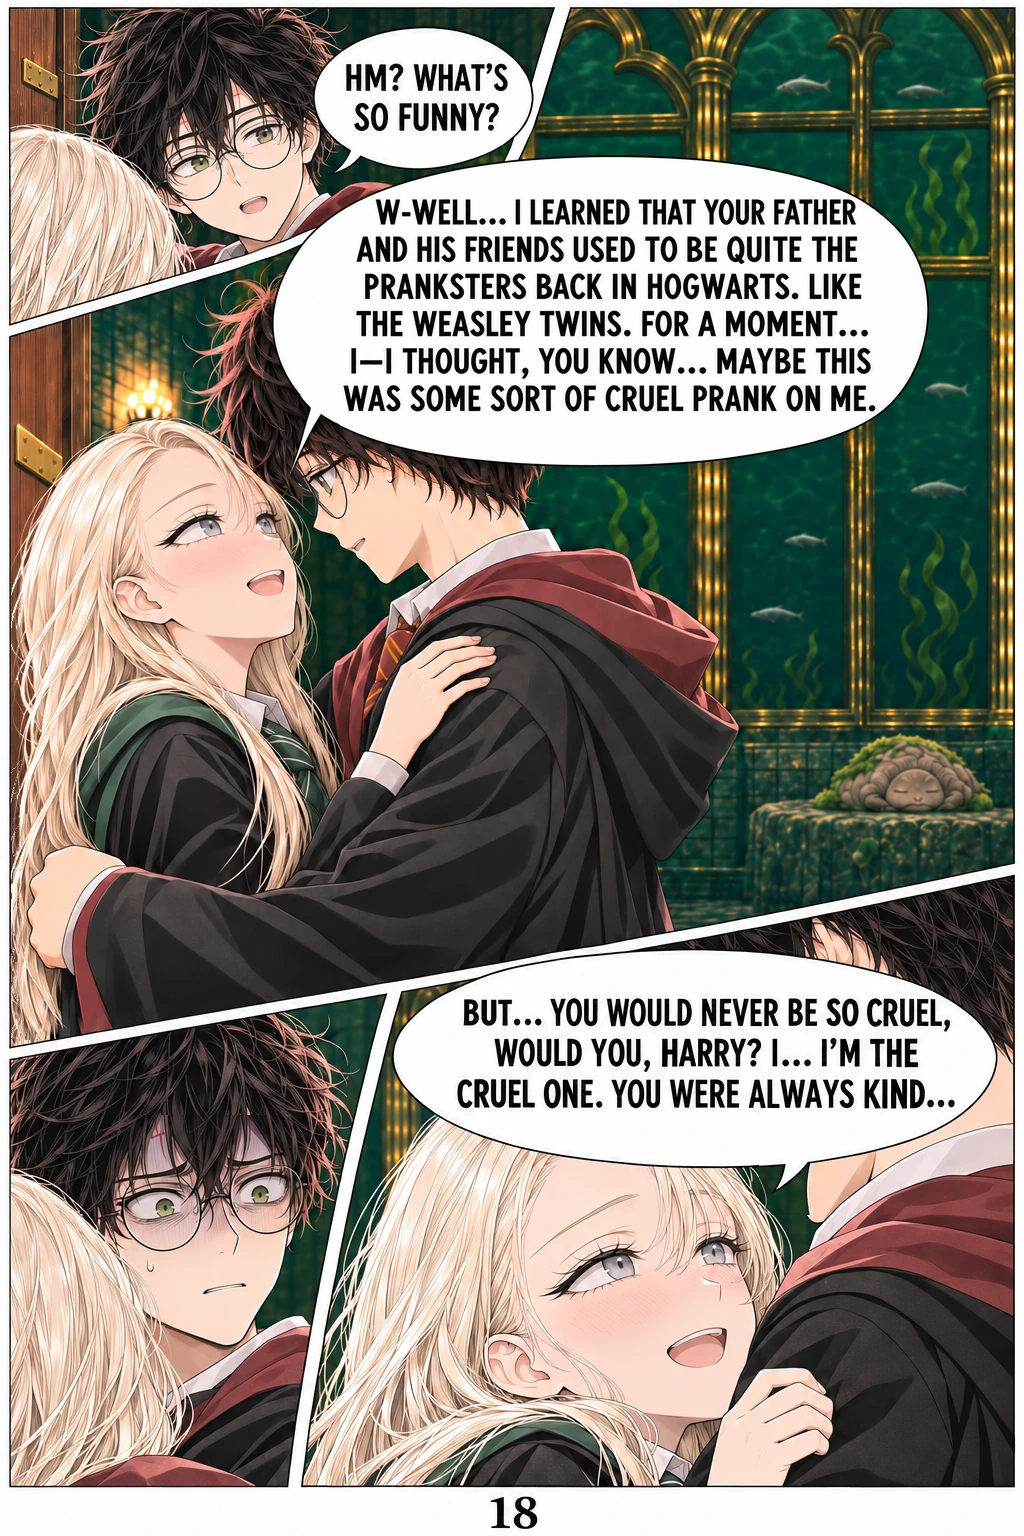 HM? WHAT'S
SO FUNNY?
W-WELL... I LEARNED THAT YOUR FATHER
AND HIS FRIENDS USED TO BE QUITE THE
PRANKSTERS BACK IN HOGWARTS. LIKE
THE WEASLEY TWINS. FOR A MOMENT...
I—I THOUGHT, YOU KNOW... MAYBE THIS
WAS SOME SORT OF CRUEL PRANK ON ME.
BUT... YOU WOULD NEVER BE SO CRUEL,
WOULD YOU, HARRY? I... I'M THE
CRUEL ONE. YOU WERE ALWAYS KIND...
18